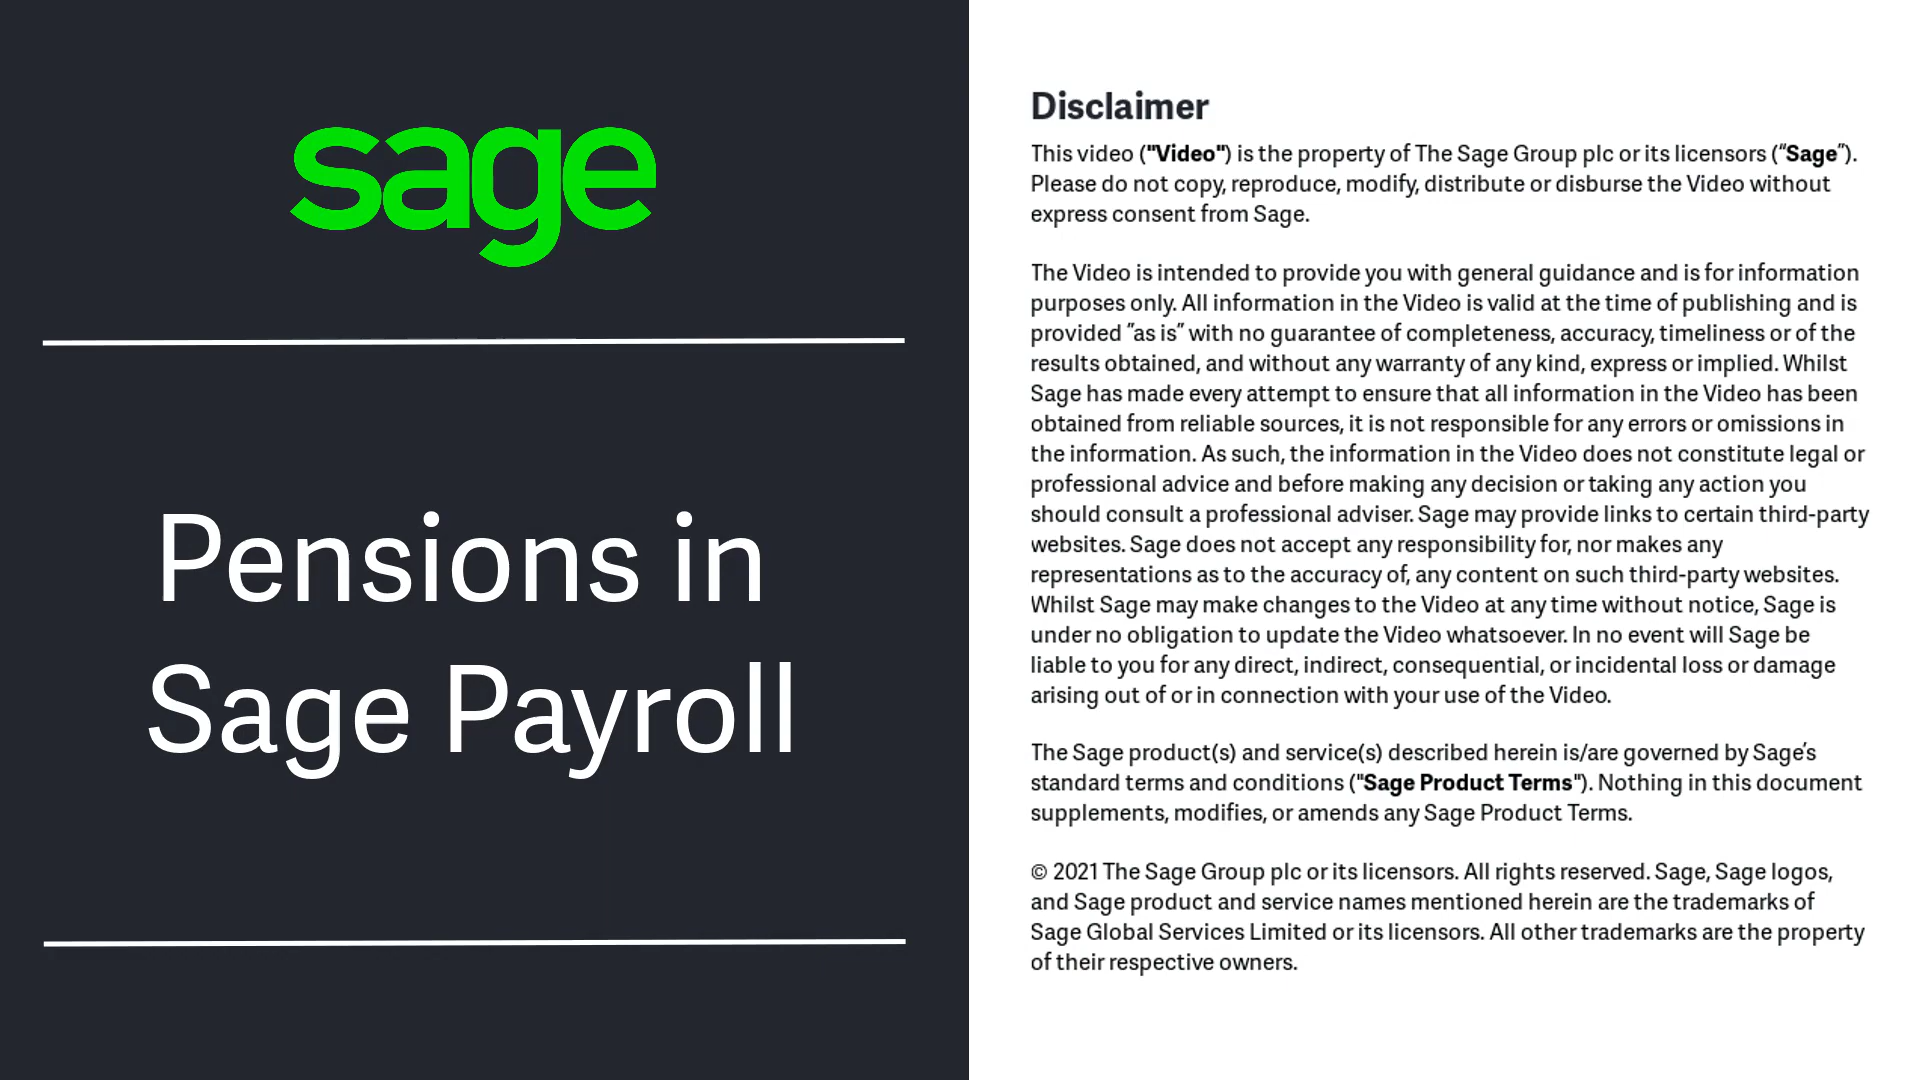 sage
Pensions in
Sage Payroll
Disclaimer
This video ("Video") is the property of The Sage Group plc or its licensors (“Sage”).
Please do not copy, reproduce, modify, distribute or disburse the Video without
express consent from Sage.
The Video is intended to provide you with general guidance and is for information
purposes only. All information in the Video is valid at the time of publishing and is
provided ”as is” with no guarantee of completeness, accuracy, timeliness or of the
results obtained, and without any warranty of any kind, express or implied. Whilst
Sage has made every attempt to ensure that all information in the Video has been
obtained from reliable sources, it is not responsible for any errors or omissions in
the information. As such, the information in the Video does not constitute legal or
professional advice and before making any decision or taking any action you
should consult a professional adviser. Sage may provide links to certain third-party
websites. Sage does not accept any responsibility for, nor makes any
representations as to the accuracy of, any content on such third-party websites.
Whilst Sage may make changes to the Video at any time without notice, Sage is
under no obligation to update the Video whatsoever. In no event will Sage be
liable to you for any direct, indirect, consequential, or incidental loss or damage
arising out of or in connection with your use of the Video.
The Sage product(s) and service(s) described herein is/are governed by Sage’s
standard terms and conditions ("Sage Product Terms"). Nothing in this document
supplements, modifies, or amends any Sage Product Terms.
© 2021 The Sage Group plc or its licensors. All rights reserved. Sage, Sage logos,
and Sage product and service names mentioned herein are the trademarks of
Sage Global Services Limited or its licensors. All other trademarks are the property
of their respective owners.